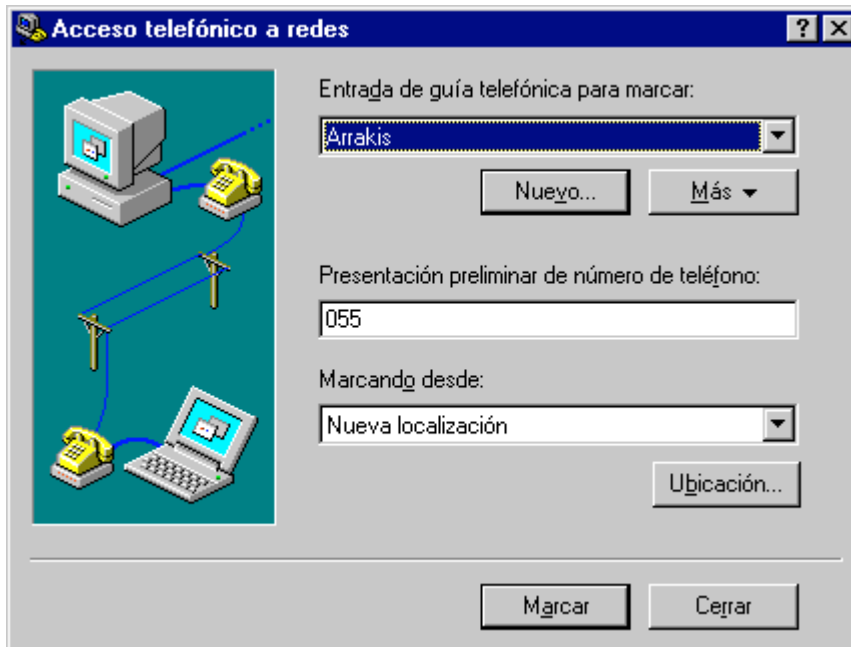 Acceso telefónico a redes
Entrada de guía telefónica para marcar:
Arrakis
Nuevo... Más
Presentación preliminar de número de teléfono:
055
Marcando desde:
Nueva localización
Ubicación...
Marcar Cerrar